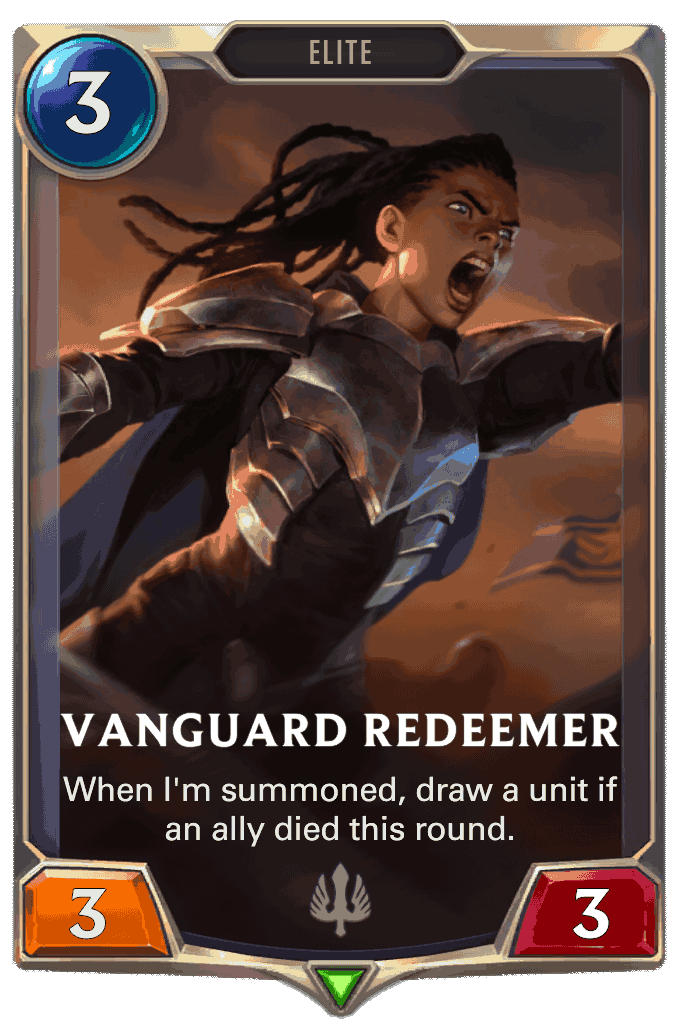 ELITE
3
VANGUARD REDEEMER
When I'm summoned, draw a unit if
an ally died this round.
3
3